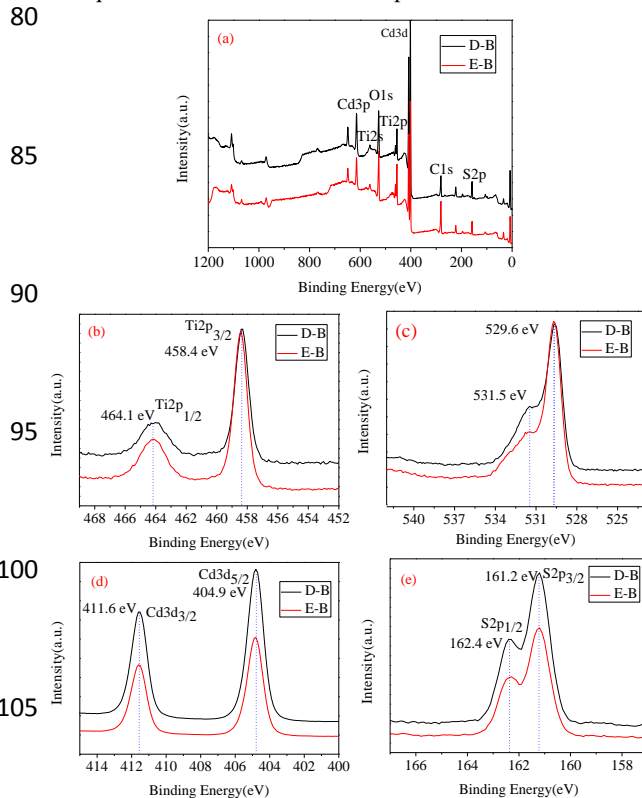 80
85
90
95
100
105
(a)
Cd3d
D-B
E-B
O1s
Cd3p
Ti2p
Ti2s
C1s
S2p
Intensity(a.u.)
1200 1000 800 600 400 200 0
Binding Energy(eV)
(b)
Ti2p3/2
458.4 eV
D-B
E-B
Ti2p1/2
464.1 eV
Intensity(a.u.)
468 466 464 462 460 458 456 454 452
Binding Energy(eV)
(c)
529.6 eV
D-B
E-B
531.5 eV
Intensity(a.u.)
540 537 534 531 528 525
Binding Energy(eV)
(d)
Cd3d5/2
404.9 eV
D-B
E-B
411.6 eV
Cd3d3/2
Intensity(a.u.)
414 412 410 408 406 404 402 400
Binding Energy(eV)
(e)
161.2 eV
S2p3/2
D-B
E-B
S2p1/2
162.4 eV
Intensity(a.u.)
166 164 162 160 158
Binding Energy(eV)